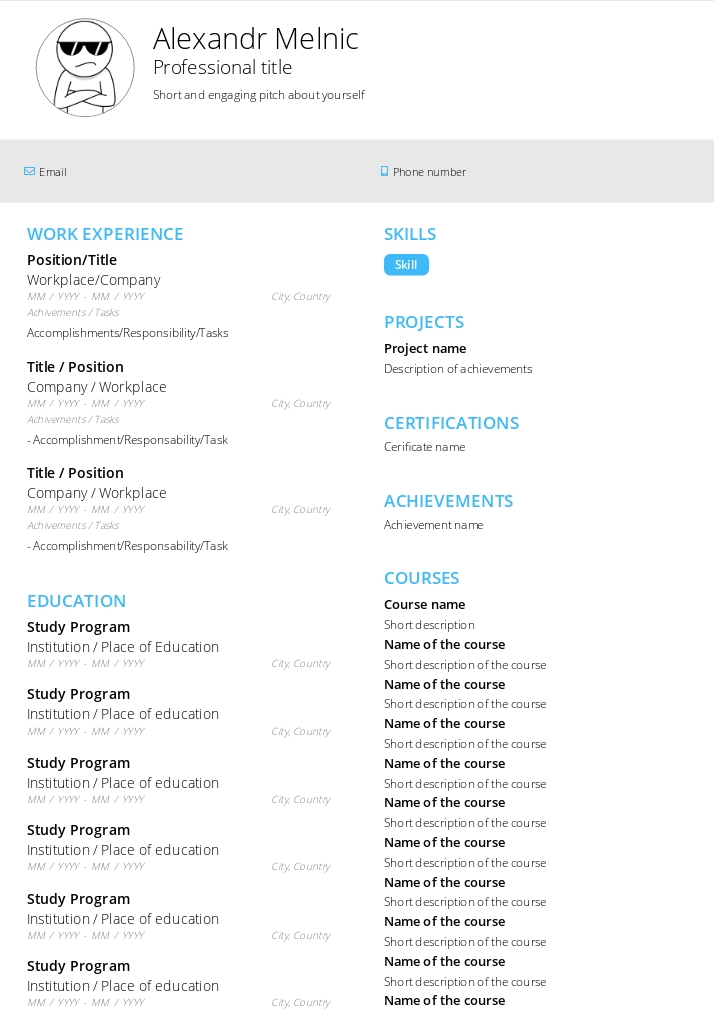 Alexandr Melnic
Professional title
Short and engaging pitch about yourself
Email
Phone number
WORK EXPERIENCE
Position/Title
Workplace/Company
MM / YYYY - MM / YYYY City, Country
Achivements / Tasks
Accomplishments/Responsibility/Tasks
Title / Position
Company / Workplace
MM / YYYY - MM / YYYY City, Country
Achivements / Tasks
- Accomplishment/Responsability/Task
Title / Position
Company / Workplace
MM / YYYY - MM / YYYY City, Country
Achivements / Tasks
- Accomplishment/Responsability/Task
EDUCATION
Study Program
Institution / Place of Education
MM / YYYY - MM / YYYY City, Country
Study Program
Institution / Place of education
MM / YYYY - MM / YYYY City, Country
Study Program
Institution / Place of education
MM / YYYY - MM / YYYY City, Country
Study Program
Institution / Place of education
MM / YYYY - MM / YYYY City, Country
Study Program
Institution / Place of education
MM / YYYY - MM / YYYY City, Country
Study Program
Institution / Place of education
MM / YYYY - MM / YYYY City, Country
SKILLS
Skill
PROJECTS
Project name
Description of achievements
CERTIFICATIONS
Cerificate name
ACHIEVEMENTS
Achievement name
COURSES
Course name
Short description
Name of the course
Short description of the course
Name of the course
Short description of the course
Name of the course
Short description of the course
Name of the course
Short description of the course
Name of the course
Short description of the course
Name of the course
Short description of the course
Name of the course
Short description of the course
Name of the course
Short description of the course
Name of the course
Short description of the course
Name of the course